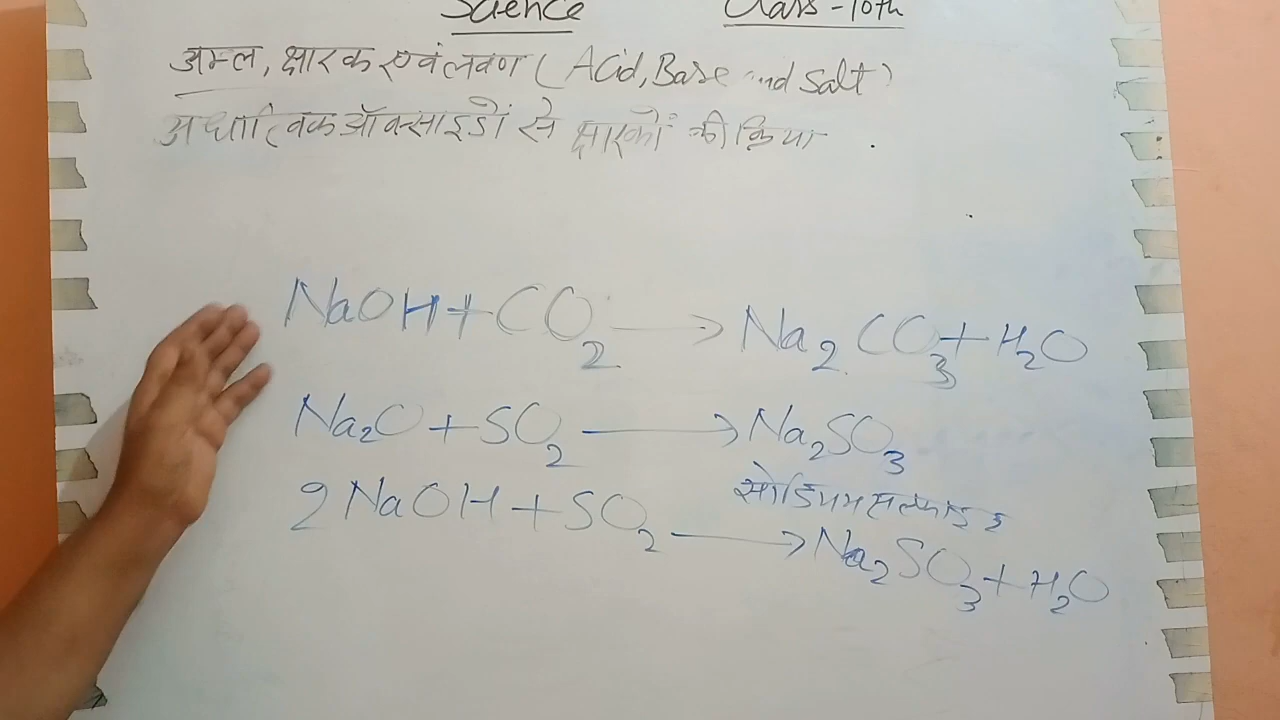 Science Class-10th
अम्ल, क्षारक एवं लवण (Acid, Base and Salt)
अधात्विक ऑक्साइडों से क्षारकों की क्रिया
NaOH+CO₂ → Na₂CO₃+H₂O
Na₂O+SO₂ → Na₂SO₃
सोडियम सल्फाइट
2NaOH+SO₂ → Na₂SO₃+H₂O